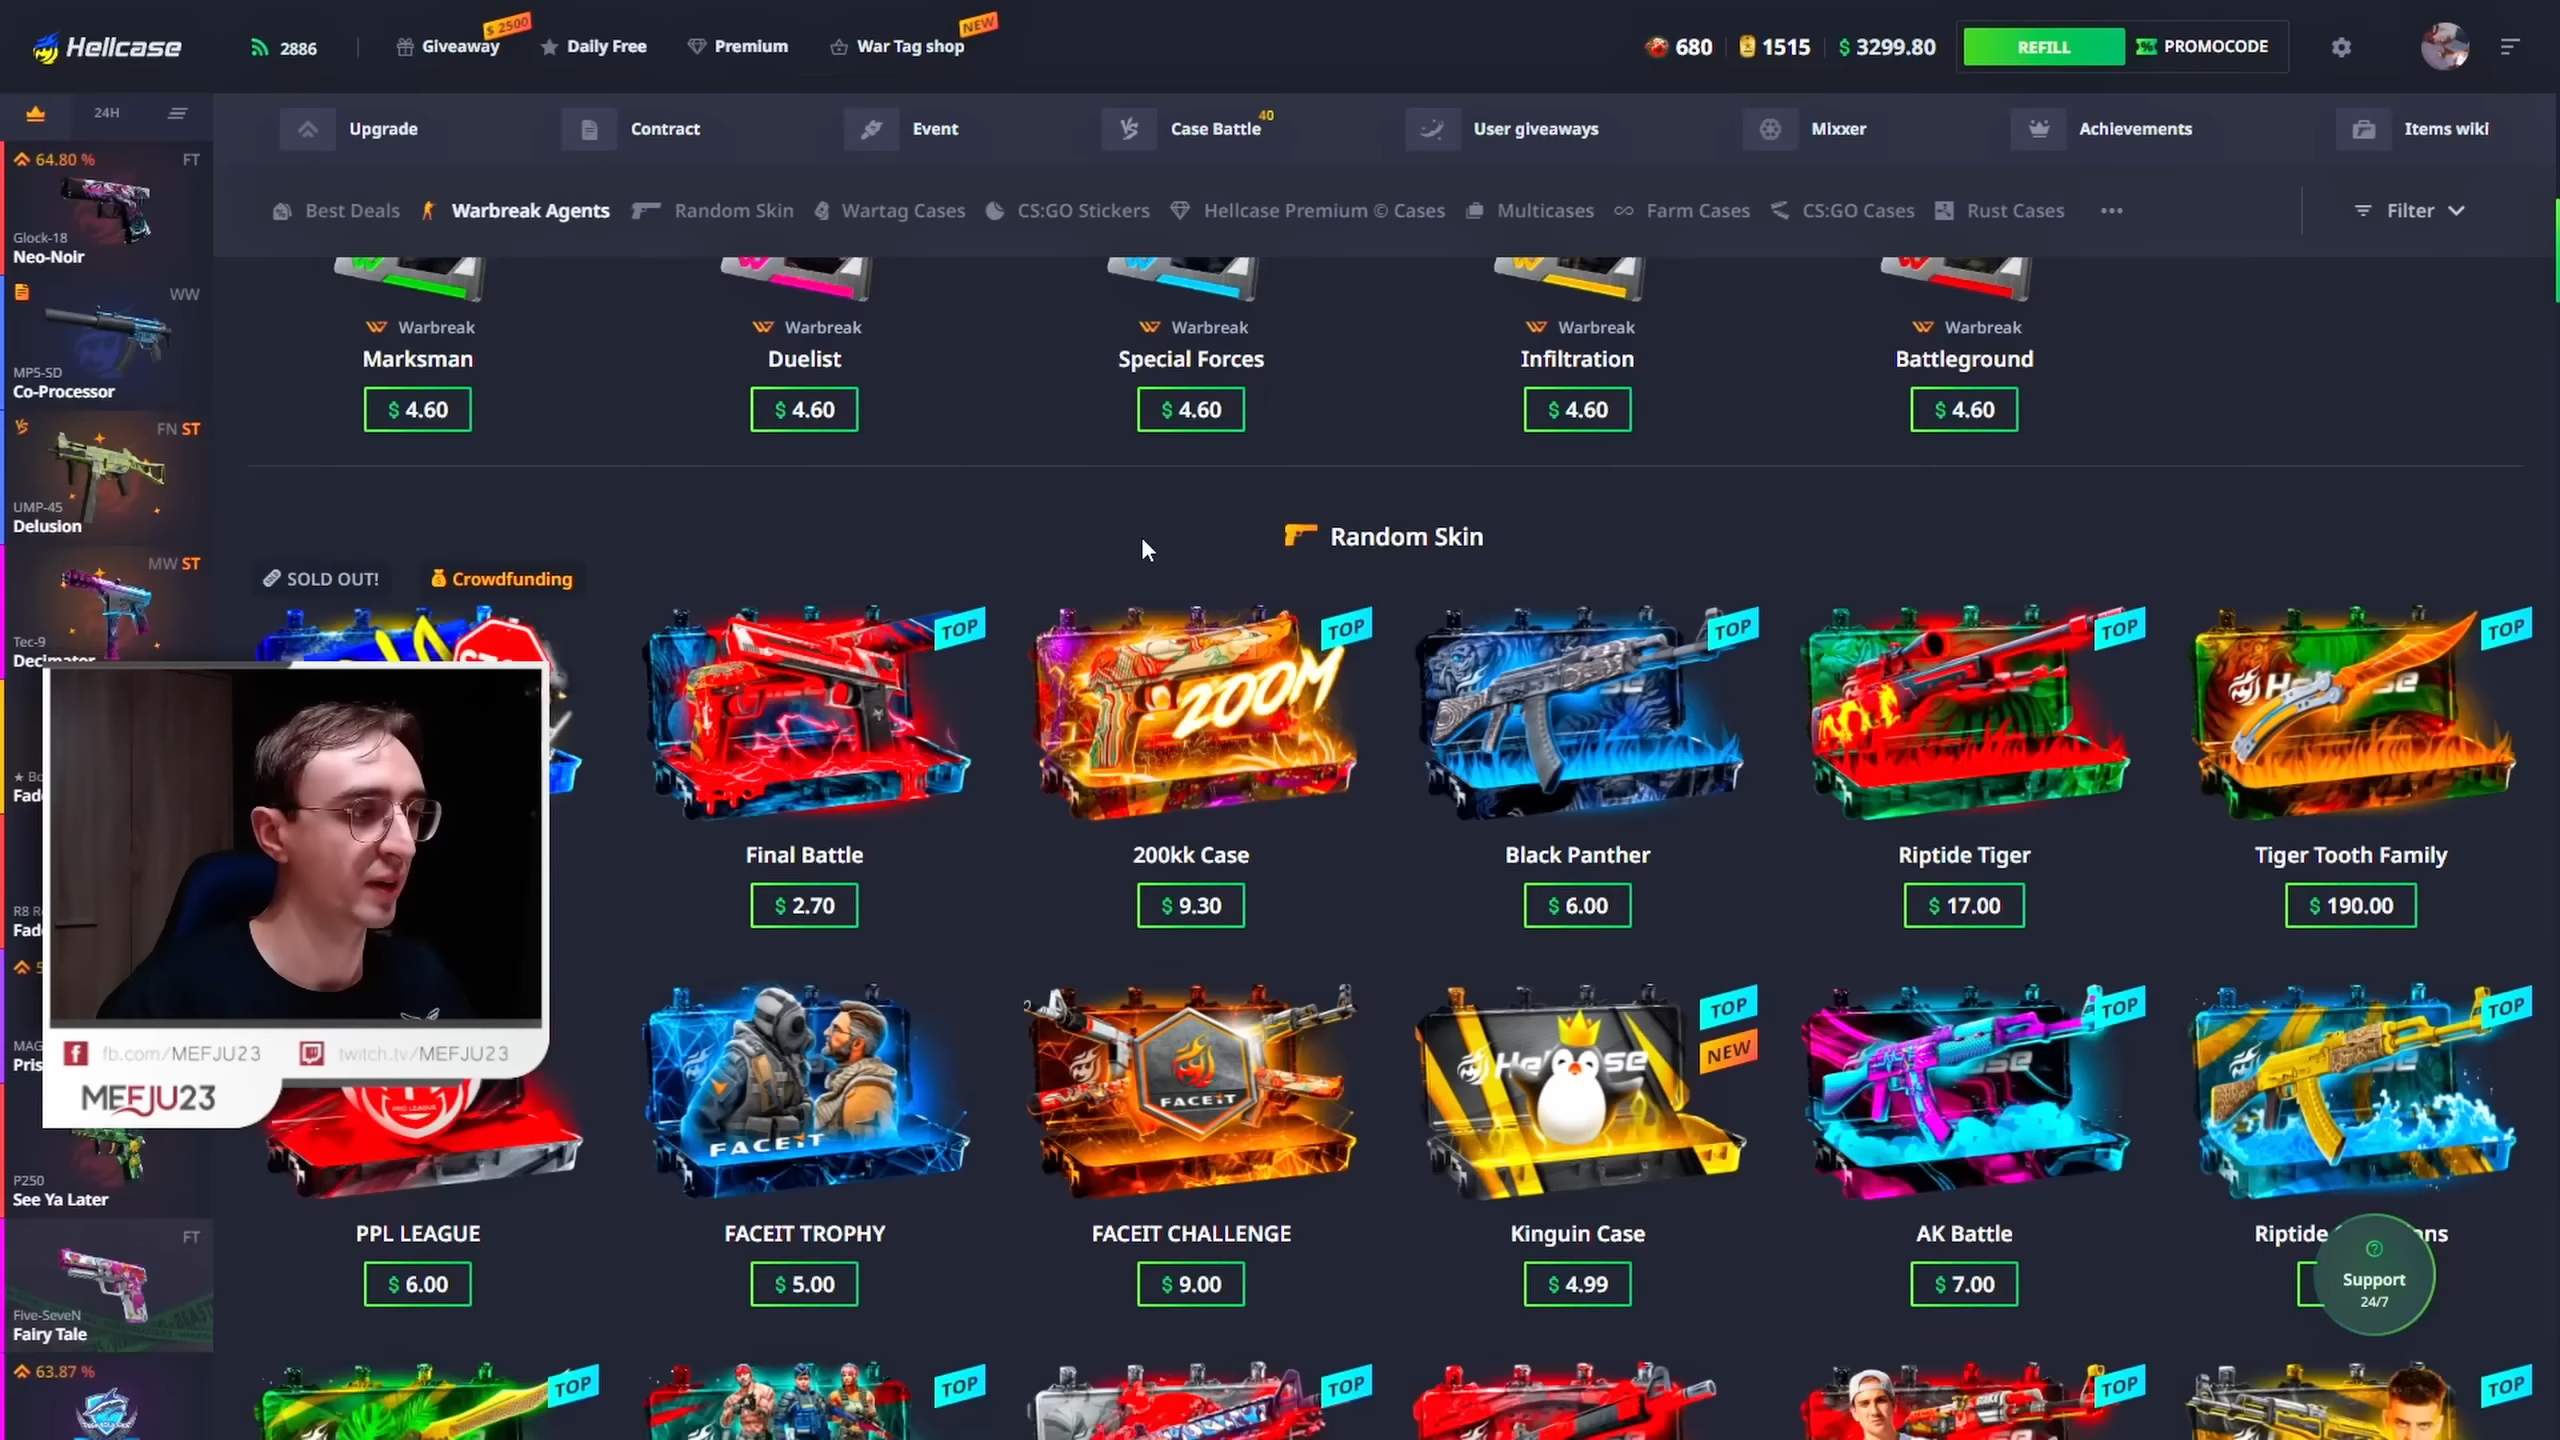 Hellcase
2886
Giveaway
$ 2500
Daily Free
Premium
War Tag shop
NEW
680
1515
$ 3299.80
REFILL
% PROMOCODE
24H
Upgrade
Contract
Event
Case Battle
40
User giveaways
Mixxer
Achievements
Items wiki
Best Deals
Warbreak Agents
Random Skin
Wartag Cases
CS:GO Stickers
Hellcase Premium © Cases
Multicases
Farm Cases
CS:GO Cases
Rust Cases
Filter
64.80 %
FT
Glock-18
Neo-Noir
WW
MP5-SD
Co-Processor
FN ST
UMP-45
Delusion
MW ST
Tec-9
Decimator
Warbreak
Marksman
$ 4.60
Warbreak
Duelist
$ 4.60
Warbreak
Special Forces
$ 4.60
Warbreak
Infiltration
$ 4.60
Warbreak
Battleground
$ 4.60
Random Skin
SOLD OUT!
Crowdfunding
TOP
Final Battle
$ 2.70
TOP
200M
200kk Case
$ 9.30
TOP
Black Panther
$ 6.00
TOP
Riptide Tiger
$ 17.00
TOP
Tiger Tooth Family
$ 190.00
fb.com/MEFJU23
twitch.tv/MEFJU23
MEFJU23
P250
See Ya Later
FT
Five-SeveN
Fairy Tale
63.87 %
PRO LEAGUE
PPL LEAGUE
$ 6.00
FACEIT
FACEIT TROPHY
$ 5.00
FACEIT
FACEIT CHALLENGE
$ 9.00
TOP
NEW
Kinguin Case
$ 4.99
TOP
AK Battle
$ 7.00
TOP
Riptide
Support
24/7
TOP
TOP
TOP
TOP
TOP